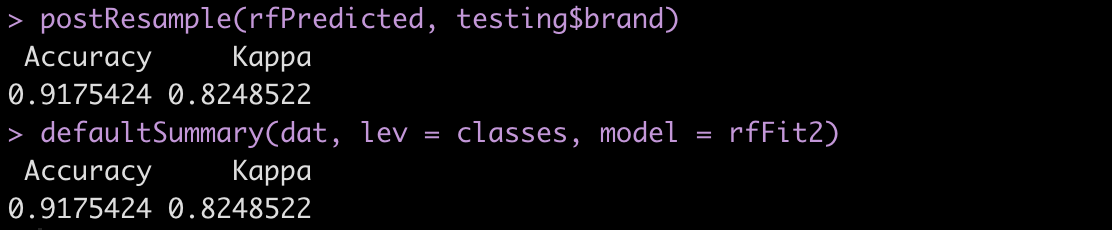 > postResample(rfPredicted, testing$brand)
 Accuracy     Kappa
0.9175424 0.8248522
> defaultSummary(dat, lev = classes, model = rfFit2)
 Accuracy     Kappa
0.9175424 0.8248522